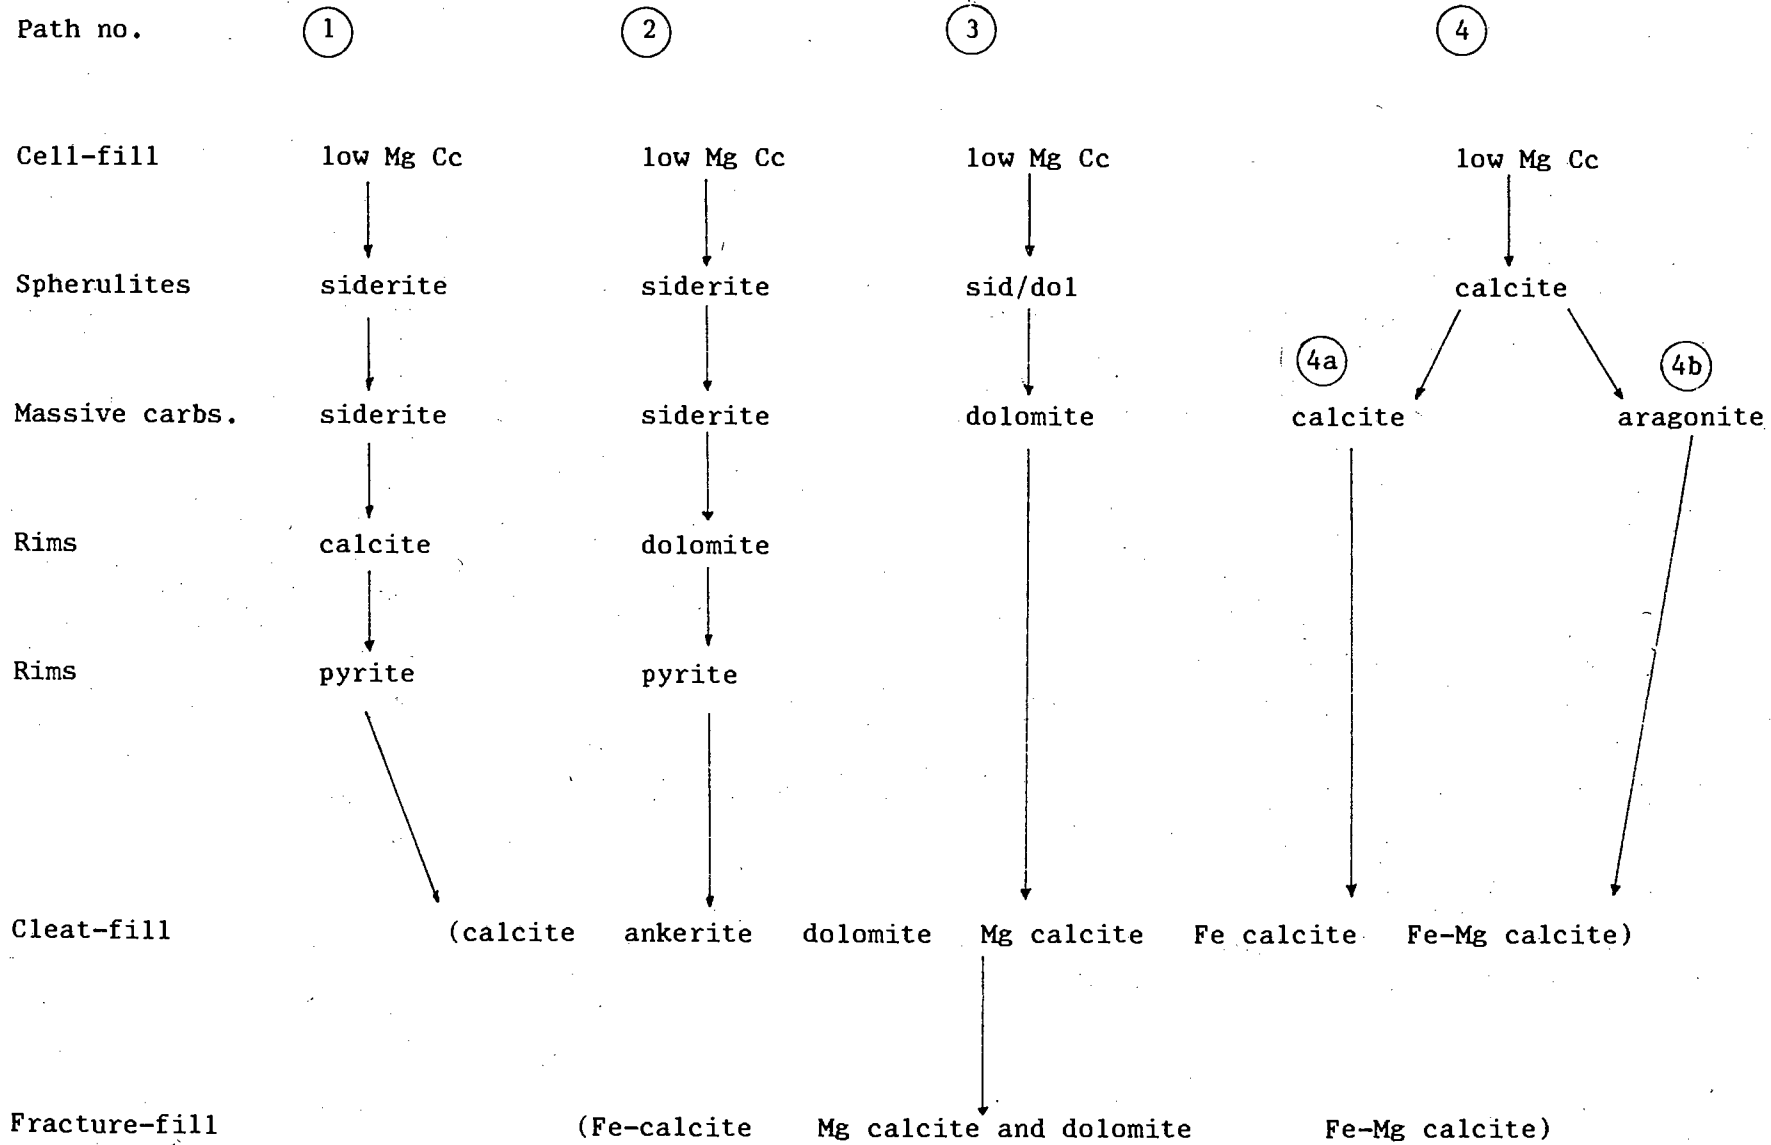 Path no. 1 2 3 4
Cell-fill low Mg Cc low Mg Cc low Mg Cc low Mg Cc
Spherulites siderite siderite sid/dol calcite
4a 4b
Massive carbs. siderite siderite dolomite calcite aragonite
Rims calcite dolomite
Rims pyrite pyrite
Cleat-fill (calcite ankerite dolomite Mg calcite Fe calcite Fe-Mg calcite)
Fracture-fill (Fe-calcite Mg calcite and dolomite Fe-Mg calcite)